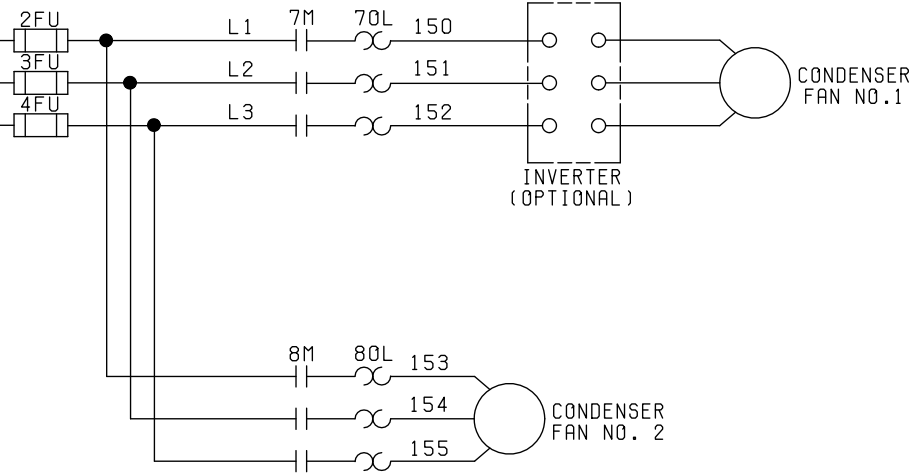 2FU
L1
7M
7OL
150
3FU
L2
151
CONDENSER
FAN NO.1
4FU
L3
152
INVERTER
(OPTIONAL)
8M
8OL
153
154
CONDENSER
FAN NO. 2
155